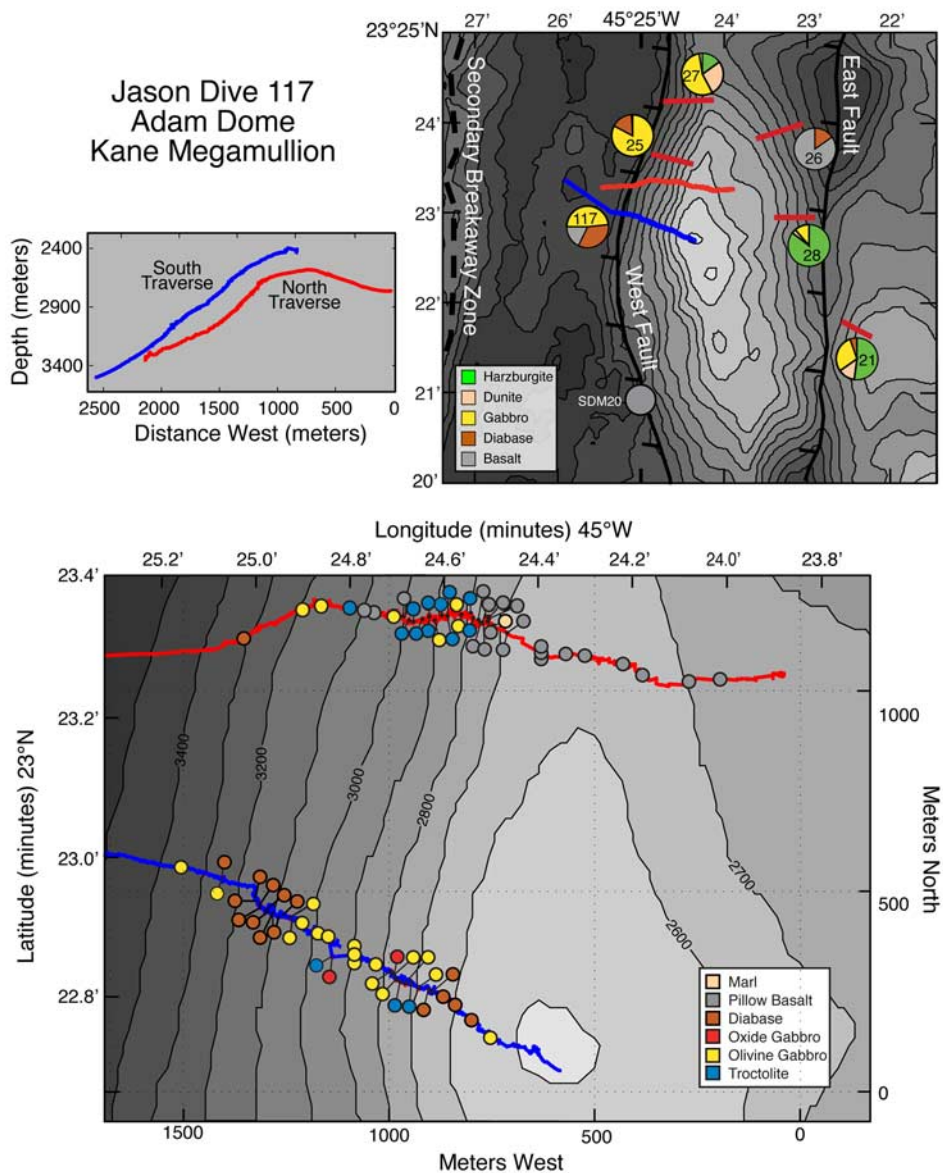 Jason Dive 117
Adam Dome
Kane Megamullion
Depth (meters)
2400
2900
3400
South
Traverse
North
Traverse
2500 2000 1500 1000 500 0
Distance West (meters)
27' 26' 45°25'W 24' 23' 22'
23°25'N
24'
23'
22'
21'
20'
Secondary Breakaway Zone
West Fault
East Fault
27
25
26
117
28
21
SDM20
Harzburgite
Dunite
Gabbro
Diabase
Basalt
Longitude (minutes) 45°W
25.2' 25.0' 24.8' 24.6' 24.4' 24.2' 24.0' 23.8'
23.4'
23.2'
23.0'
22.8'
Latitude (minutes) 23°N
3400
3200
3000
2800
2700
2600
1000
500
0
Meters North
Marl
Pillow Basalt
Diabase
Oxide Gabbro
Olivine Gabbro
Troctolite
1500 1000 500 0
Meters West